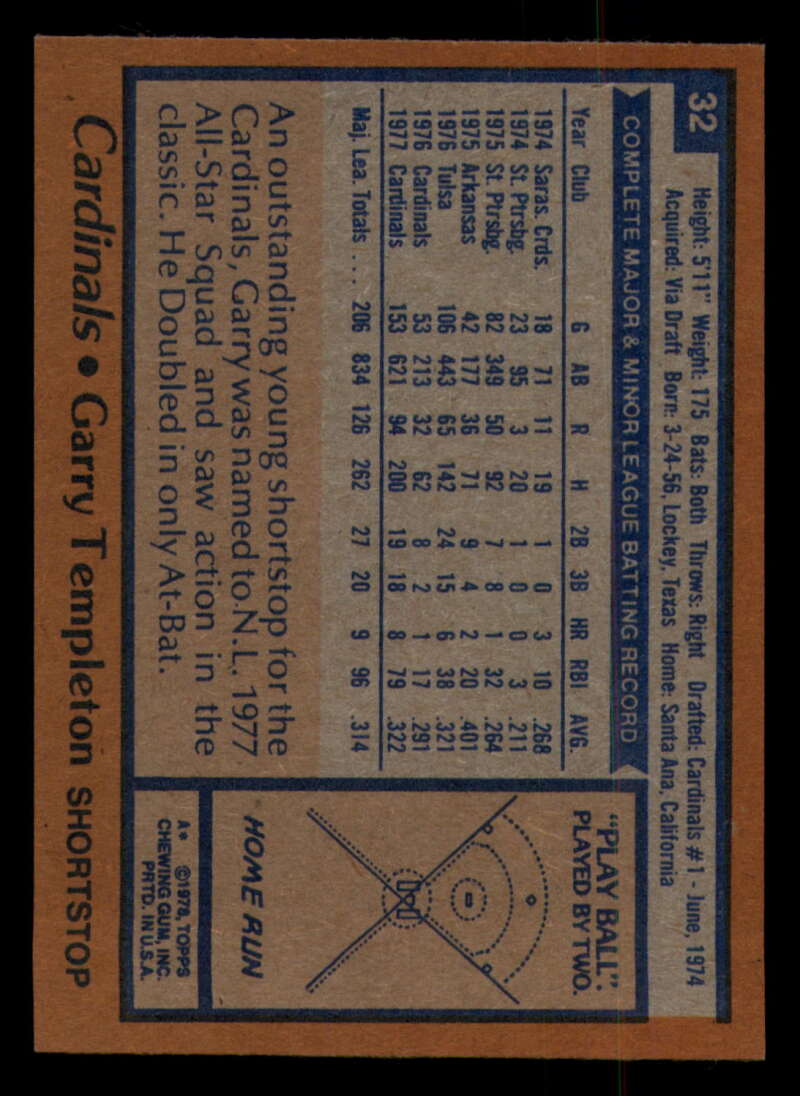 32
Height: 5'11" Weight: 175 Bats: Both Throws: Right Drafted: Cardinals #1 - June, 1974
Acquired: Via Draft Born: 3-24-56, Lockey, Texas Home: Santa Ana, California
COMPLETE MAJOR & MINOR LEAGUE BATTING RECORD
Year Club G AB R H 2B 3B HR RBI AVG.
1974 Saras. Crds. 18 71 11 19 1 0 3 10 .268
1974 St. Ptrsbg. 23 95 3 20 1 0 0 3 .211
1975 St. Ptrsbg. 82 349 50 92 7 8 1 32 .264
1975 Arkansas 42 177 36 71 9 4 2 20 .401
1976 Tulsa 106 443 65 142 24 15 6 38 .321
1976 Cardinals 53 213 32 62 8 2 1 17 .291
1977 Cardinals 153 621 94 200 19 18 8 79 .322
Maj. Lea. Totals ... 206 834 126 262 27 20 9 96 .314
An outstanding young shortstop for the
Cardinals, Garry was named to N.L. 1977
All-Star Squad and saw action in the
classic. He Doubled in only At-Bat.
"PLAY BALL".
PLAYED BY TWO.
HOME RUN
A* ©1978, TOPPS
CHEWING GUM, INC.
PRTD. IN U.S.A.
Cardinals • Garry Templeton SHORTSTOP